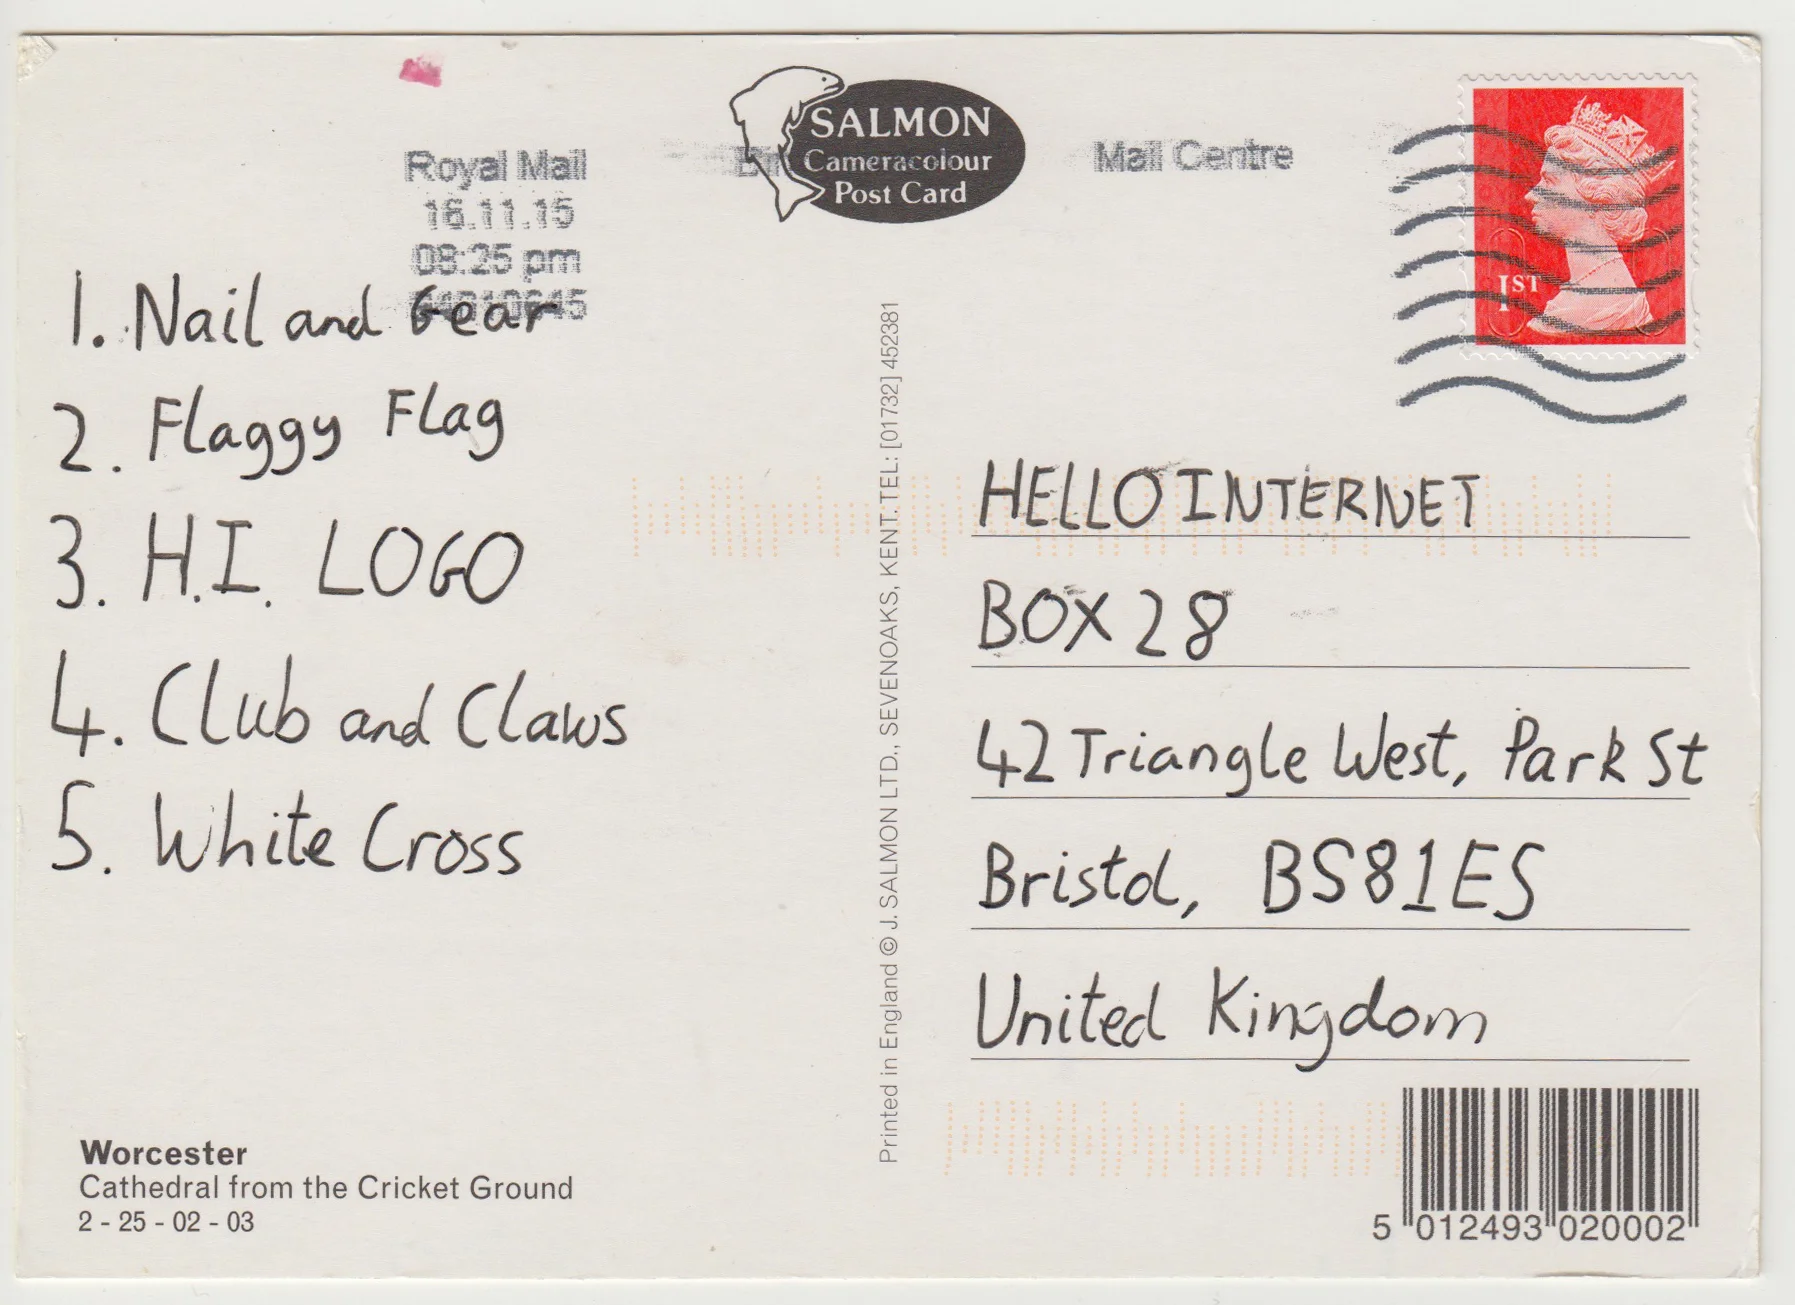 SALMON
Cameracolour
Post Card
Royal Mail
Mail Centre
16.11.15
08:25 pm
1ST
1. Nail and Gear
2. Flaggy Flag
3. H.I. LOGO
4. Club and Claws
5. White Cross
Printed in England © J. SALMON LTD., SEVENOAKS, KENT. TEL: [01732] 452381
HELLO INTERNET
BOX 28
42 Triangle West, Park St
Bristol, BS81ES
United Kingdom
Worcester
Cathedral from the Cricket Ground
2 - 25 - 02 - 03
5 012493 020002